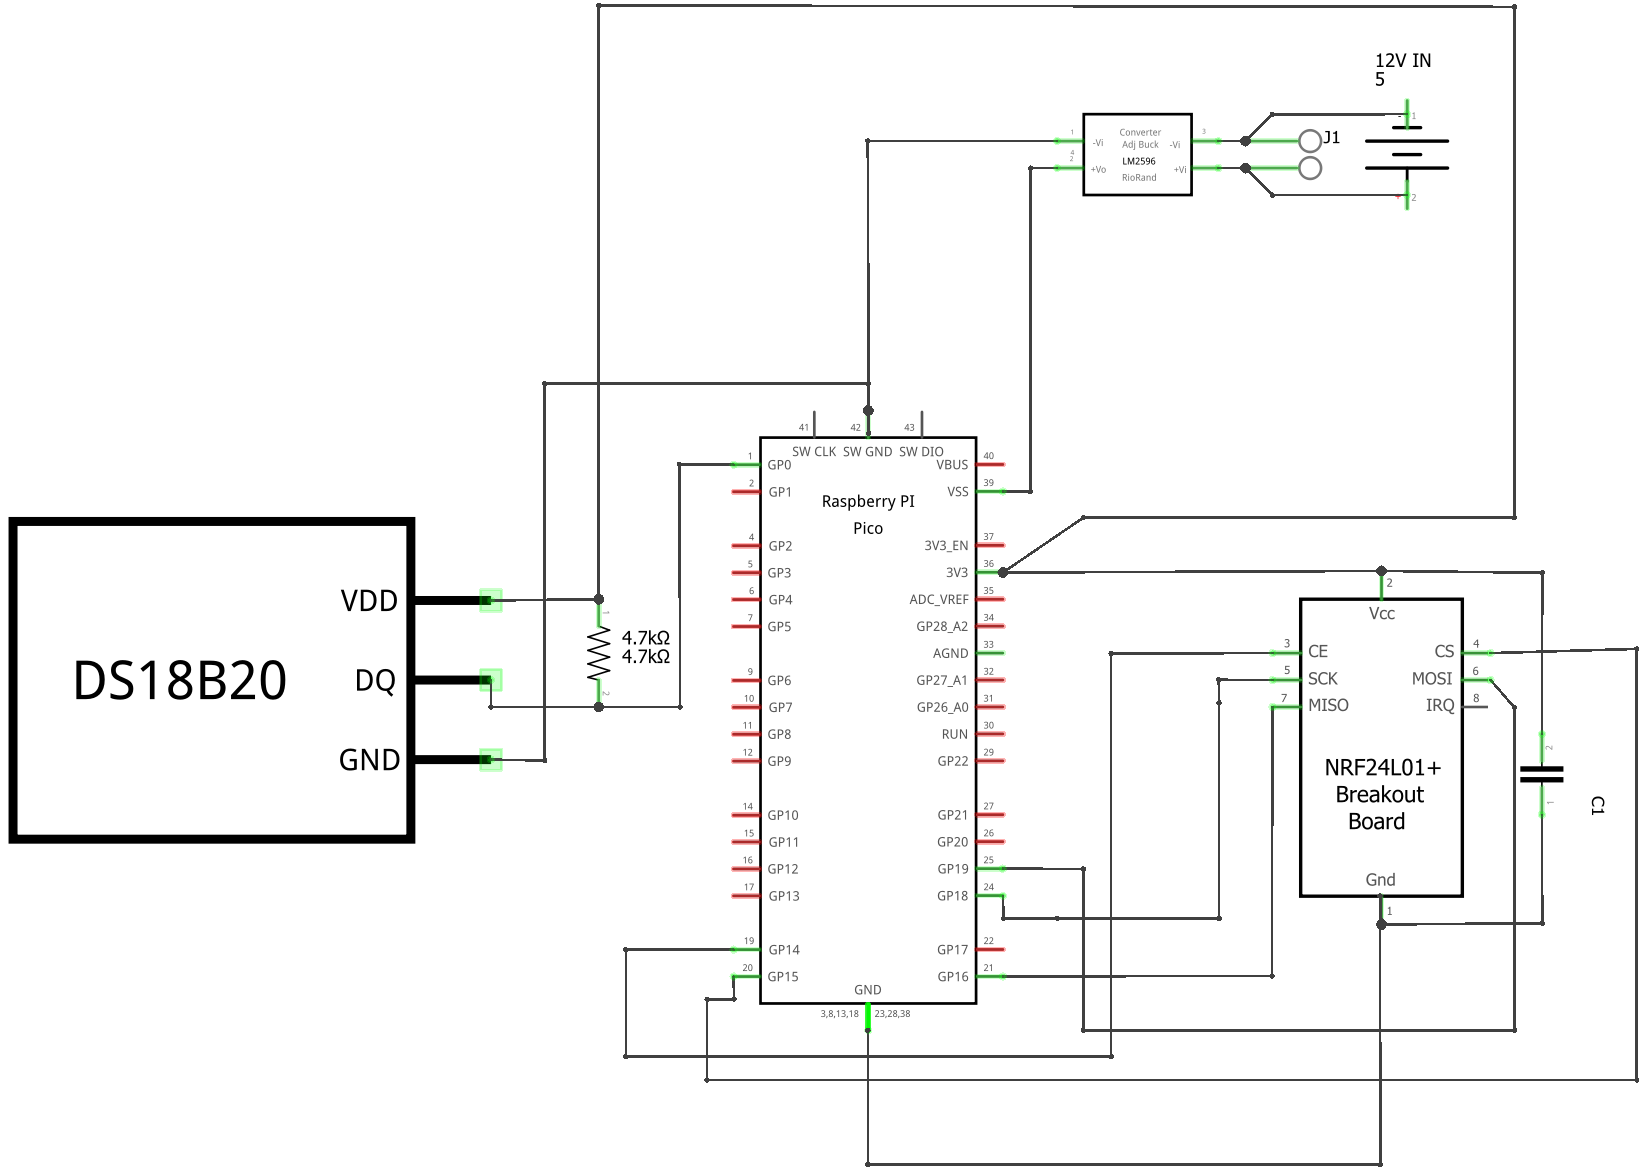 12V IN
5
- 1
1 Converter 3
-Vi Adj Buck -Vi
J1
4
2 LM2596
+Vo +Vi
RioRand
+ 2
41 42 43
SW CLK SW GND SW DIO
1 GP0 VBUS 40
2 GP1 VSS 39
Raspberry PI
Pico
4 GP2 3V3_EN 37
5 GP3 3V3 36
6 GP4 ADC_VREF 35
7 GP5 GP28_A2 34
AGND 33
9 GP6 GP27_A1 32
10 GP7 GP26_A0 31
11 GP8 RUN 30
12 GP9 GP22 29
14 GP10 GP21 27
15 GP11 GP20 26
16 GP12 GP19 25
17 GP13 GP18 24
19 GP14 GP17 22
20 GP15 GP16 21
GND
3,8,13,18 23,28,38
VDD
DS18B20
DQ
GND
1
4.7kΩ
4.7kΩ
2
2
Vcc
3 CE CS 4
5 SCK MOSI 6
7 MISO IRQ 8
NRF24L01+
Breakout
Board
Gnd
1
2
1
C1